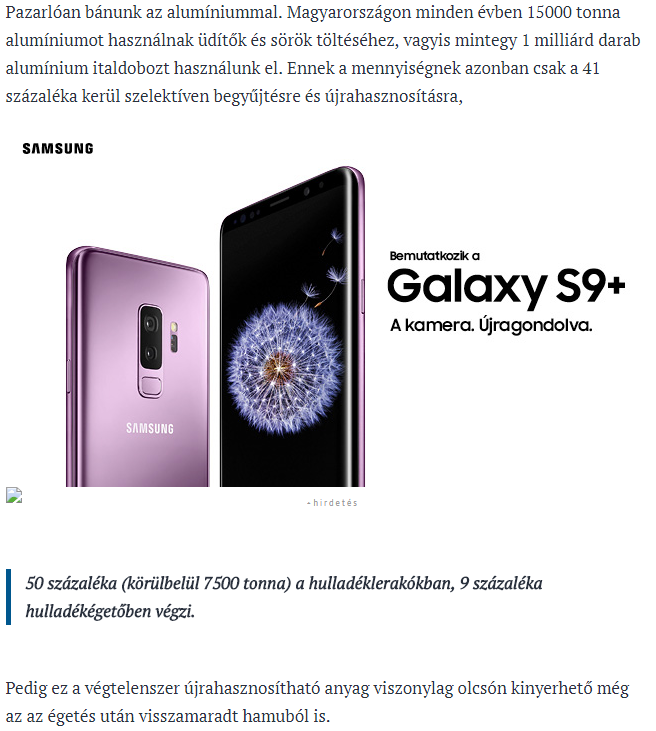 Pazarlóan bánunk az alumíniummal. Magyarországon minden évben 15000 tonna
alumíniumot használnak üdítők és sörök töltéséhez, vagyis mintegy 1 milliárd darab
alumínium italdobozt használunk el. Ennek a mennyiségnek azonban csak a 41
százaléka kerül szelektíven begyűjtésre és újrahasznosításra,
SAMSUNG
Bemutatkozik a
Galaxy S9+
A kamera. Újragondolva.
SAMSUNG
- hirdetés
50 százaléka (körülbelül 7500 tonna) a hulladéklerakókban, 9 százaléka
hulladékégetőben végzi.
Pedig ez a végtelenszer újrahasznosítható anyag viszonylag olcsón kinyerhető még
az az égetés után visszamaradt hamuból is.